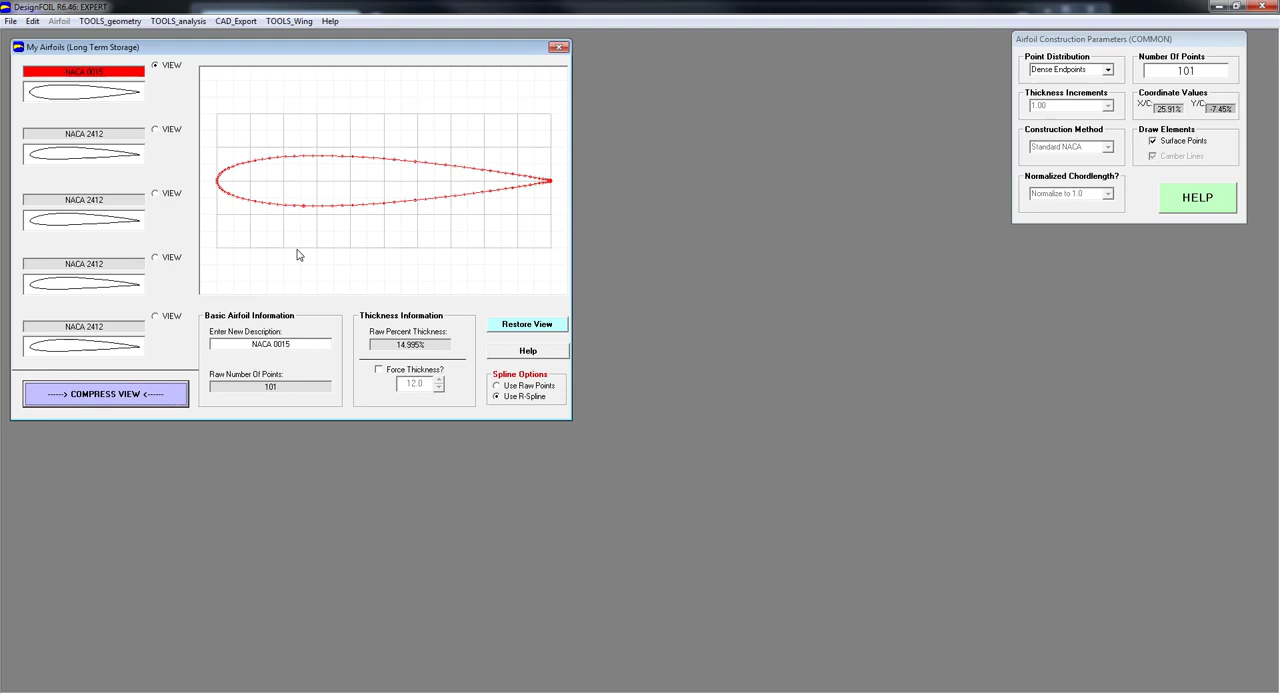 DesignFOIL R6.46: EXPERT
File Edit Airfoil TOOLS_geometry TOOLS_analysis CAD_Export TOOLS_Wing Help
My Airfoils (Long Term Storage)
NACA 0015
VIEW
NACA 2412
VIEW
NACA 2412
VIEW
NACA 2412
VIEW
NACA 2412
VIEW
-----> COMPRESS VIEW <-----
Basic Airfoil Information
Enter New Description:
NACA 0015
Raw Number Of Points:
101
Thickness Information
Raw Percent Thickness:
14.995%
Force Thickness?
12.0
Restore View
Help
Spline Options
Use Raw Points
Use R-Spline
Airfoil Construction Parameters (COMMON)
Point Distribution
Dense Endpoints
Number Of Points
101
Thickness Increments
1.00
Coordinate Values
X/C: 25.91% Y/C: -7.45%
Construction Method
Standard NACA
Draw Elements
Surface Points
Camber Lines
Normalized Chordlength?
Normalize to 1.0
HELP